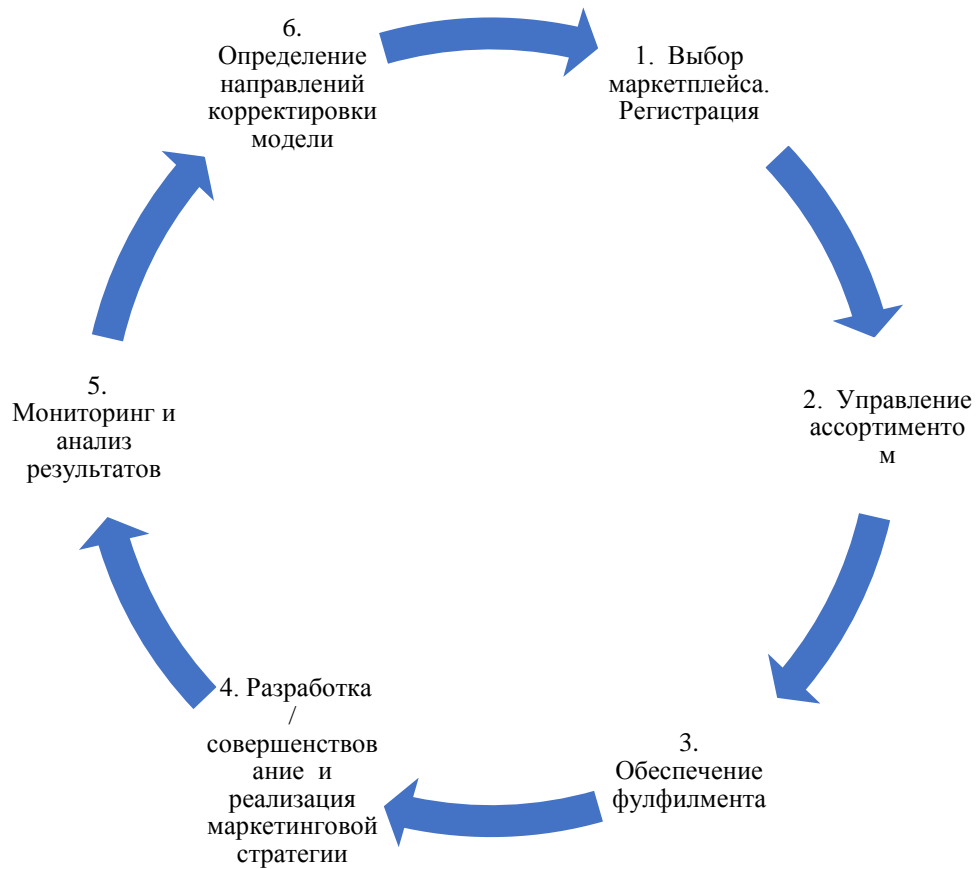 1. Выбор
маркетплейса.
Регистрация
2. Управление
ассортименто
м
3.
Обеспечение
фулфилмента
4. Разработка
/
совершенствов
ание и
реализация
маркетинговой
стратегии
5.
Мониторинг и
анализ
результатов
6.
Определение
направлений
корректировки
модели